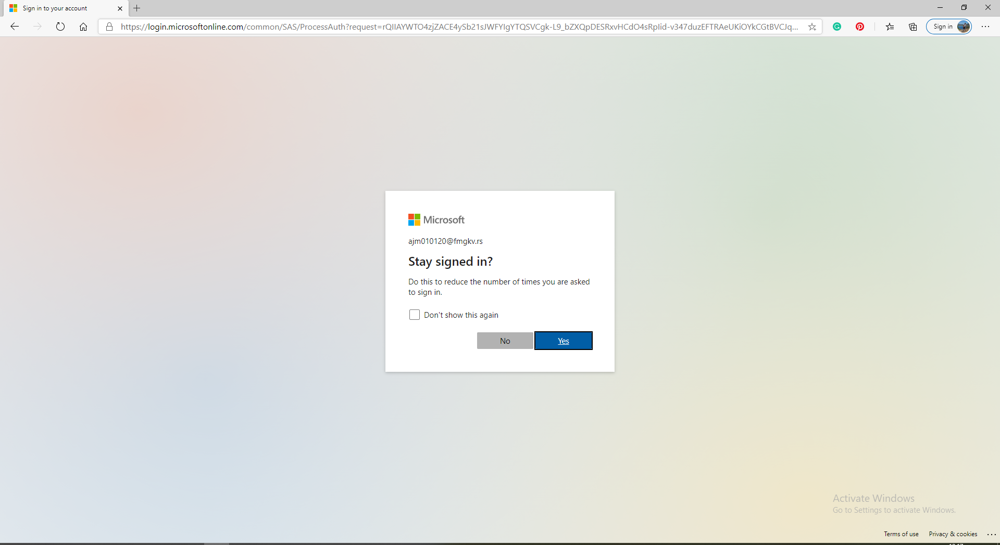 Sign in to your account
https://login.microsoftonline.com/common/SAS/ProcessAuth?request=rQIIAYWTO4zjZACE4ySb21sJWFYIgYTQSVCgk-L9_bZXQpDESRxvHCdO4sRpIid-v347duzEFTRAeUKiOYkCGtBVCJq...
Sign in
Microsoft
ajm010120@fmgkv.rs
Stay signed in?
Do this to reduce the number of times you are asked
to sign in.
Don't show this again
No
Yes
Activate Windows
Go to Settings to activate Windows.
Terms of use
Privacy & cookies